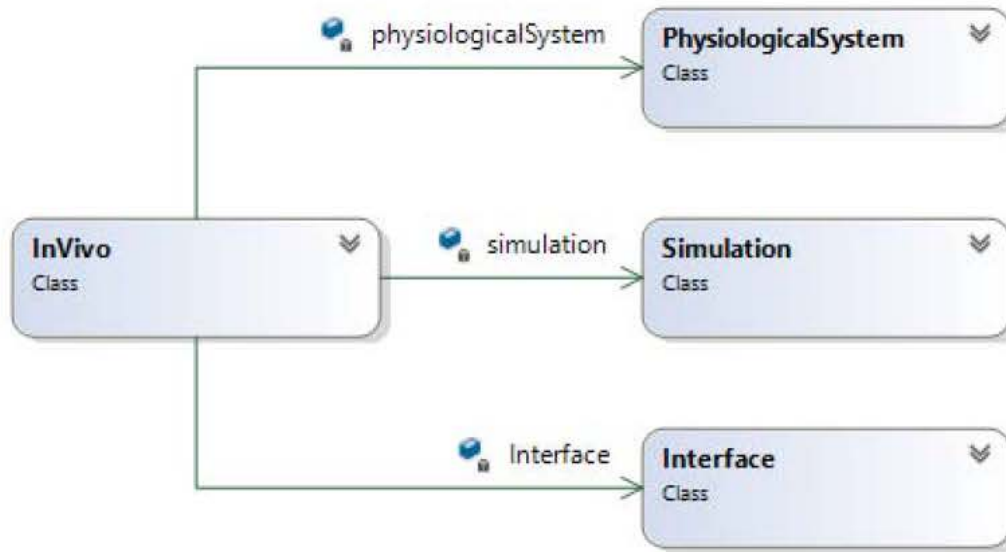 physiologicalSystem
PhysiologicalSystem
Class
InVivo
Class
simulation
Simulation
Class
Interface
Interface
Class